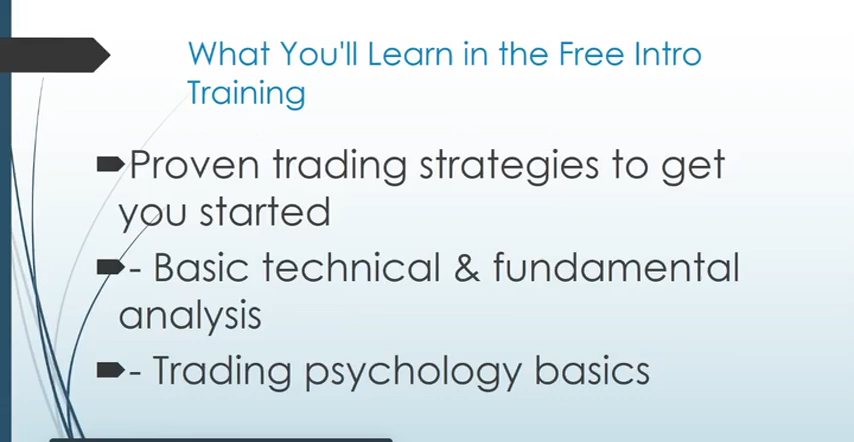 What You'll Learn in the Free Intro
Training
Proven trading strategies to get
you started
- Basic technical & fundamental
analysis
- Trading psychology basics